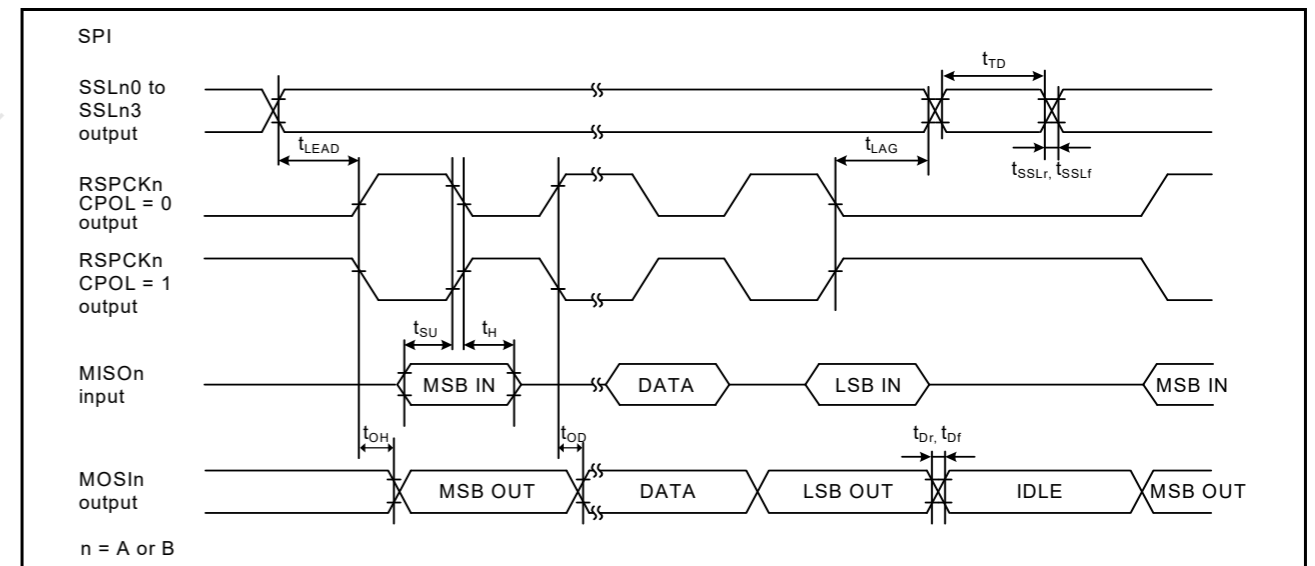 SPI
tTD
SSLn0 to
SSLn3
output
tLEAD
tLAG
tSSLr, tSSLf
RSPCKn
CPOL = 0
output
RSPCKn
CPOL = 1
output
tSU
tH
MISOn
input
MSB IN
DATA
LSB IN
MSB IN
tOH
tOD
tDr, tDf
MOSIn
output
MSB OUT
DATA
LSB OUT
IDLE
MSB OUT
n = A or B